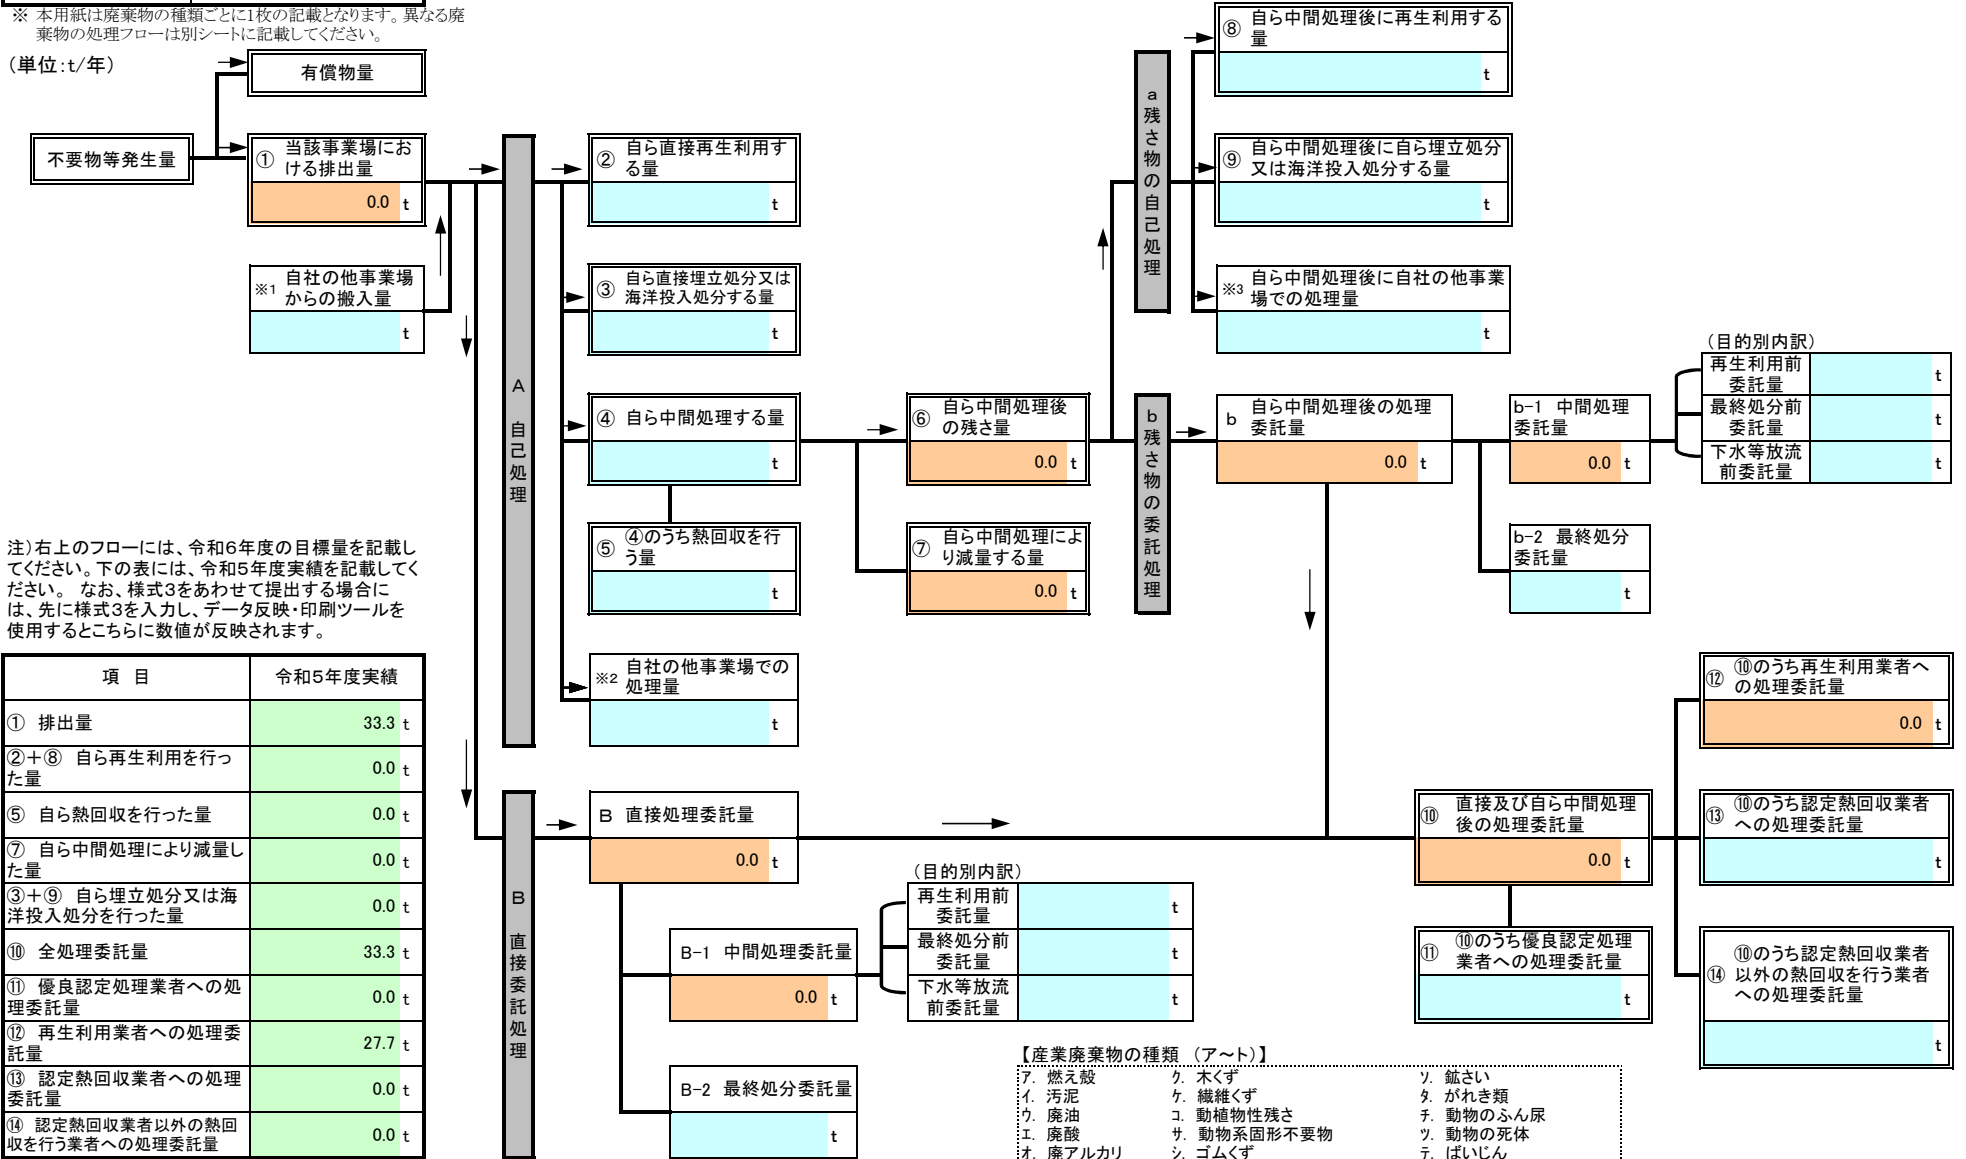 ※ 本用紙は廃棄物の種類ごとに1枚の記載となります。異なる廃
棄物の処理フローは別シートに記載してください。
（単位:t/年）
有償物量
不要物等発生量
① 当該事業場にお
ける排出量
0.0 t
※1 自社の他事業場
からの搬入量
t
A 自己処理
② 自ら直接再生利用す
る量
t
③ 自ら直接埋立処分又は
海洋投入処分する量
t
④ 自ら中間処理する量
t
⑤ ④のうち熱回収を行
う量
t
※2 自社の他事業場での
処理量
t
⑥ 自ら中間処理後
の残さ量
0.0 t
⑦ 自ら中間処理によ
り減量する量
0.0 t
a 残さ物の自己処理
⑧ 自ら中間処理後に再生利用する
量
t
⑨ 自ら中間処理後に自ら埋立処分
又は海洋投入処分する量
t
※3 自ら中間処理後に自社の他事業
場での処理量
t
b 残さ物の委託処理
b 自ら中間処理後の処理
委託量
0.0 t
b-1 中間処理
委託量
0.0 t
（目的別内訳）
再生利用前
委託量
t
最終処分前
委託量
t
下水等放流
前委託量
t
b-2 最終処分
委託量
t
注）右上のフローには、令和6年度の目標量を記載し
てください。下の表には、令和5年度実績を記載してく
ださい。 なお、様式3をあわせて提出する場合に
は、先に様式3を入力し、データ反映・印刷ツールを
使用するとこちらに数値が反映されます。
項 目 令和5年度実績
① 排出量 33.3 t
②+⑧ 自ら再生利用を行っ
た量
0.0 t
⑤ 自ら熱回収を行った量 0.0 t
⑦ 自ら中間処理により減量し
た量
0.0 t
③+⑨ 自ら埋立処分又は海
洋投入処分を行った量
0.0 t
⑩ 全処理委託量 33.3 t
⑪ 優良認定処理業者への処
理委託量
0.0 t
⑫ 再生利用業者への処理委
託量
27.7 t
⑬ 認定熱回収業者への処理
委託量
0.0 t
⑭ 認定熱回収業者以外の熱回
収を行う業者への処理委託量
0.0 t
B 直接委託処理
B 直接処理委託量
0.0 t
B-1 中間処理委託量
0.0 t
（目的別内訳）
再生利用前
委託量
t
最終処分前
委託量
t
下水等放流
前委託量
t
B-2 最終処分委託量
t
⑩ 直接及び自ら中間処理
後の処理委託量
0.0 t
⑪ ⑩のうち優良認定処理
業者への処理委託量
t
⑫ ⑩のうち再生利用業者へ
の処理委託量
0.0 t
⑬ ⑩のうち認定熱回収業者
への処理委託量
t
⑭ ⑩のうち認定熱回収業者
以外の熱回収を行う業者
への処理委託量
t
【産業廃棄物の種類 （ア～ト）】
ア. 燃え殻 ク. 木くず ソ. 鉱さい
イ. 汚泥 ケ. 繊維くず タ. がれき類
ウ. 廃油 コ. 動植物性残さ チ. 動物のふん尿
エ. 廃酸 サ. 動物系固形不要物 ツ. 動物の死体
オ. 廃アルカリ シ. ゴムくず テ. ばいじん